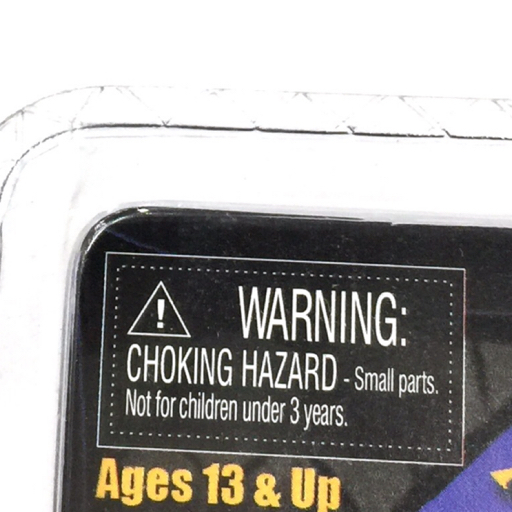 WARNING:
CHOKING HAZARD - Small parts.
Not for children under 3 years.
Ages 13 & Up